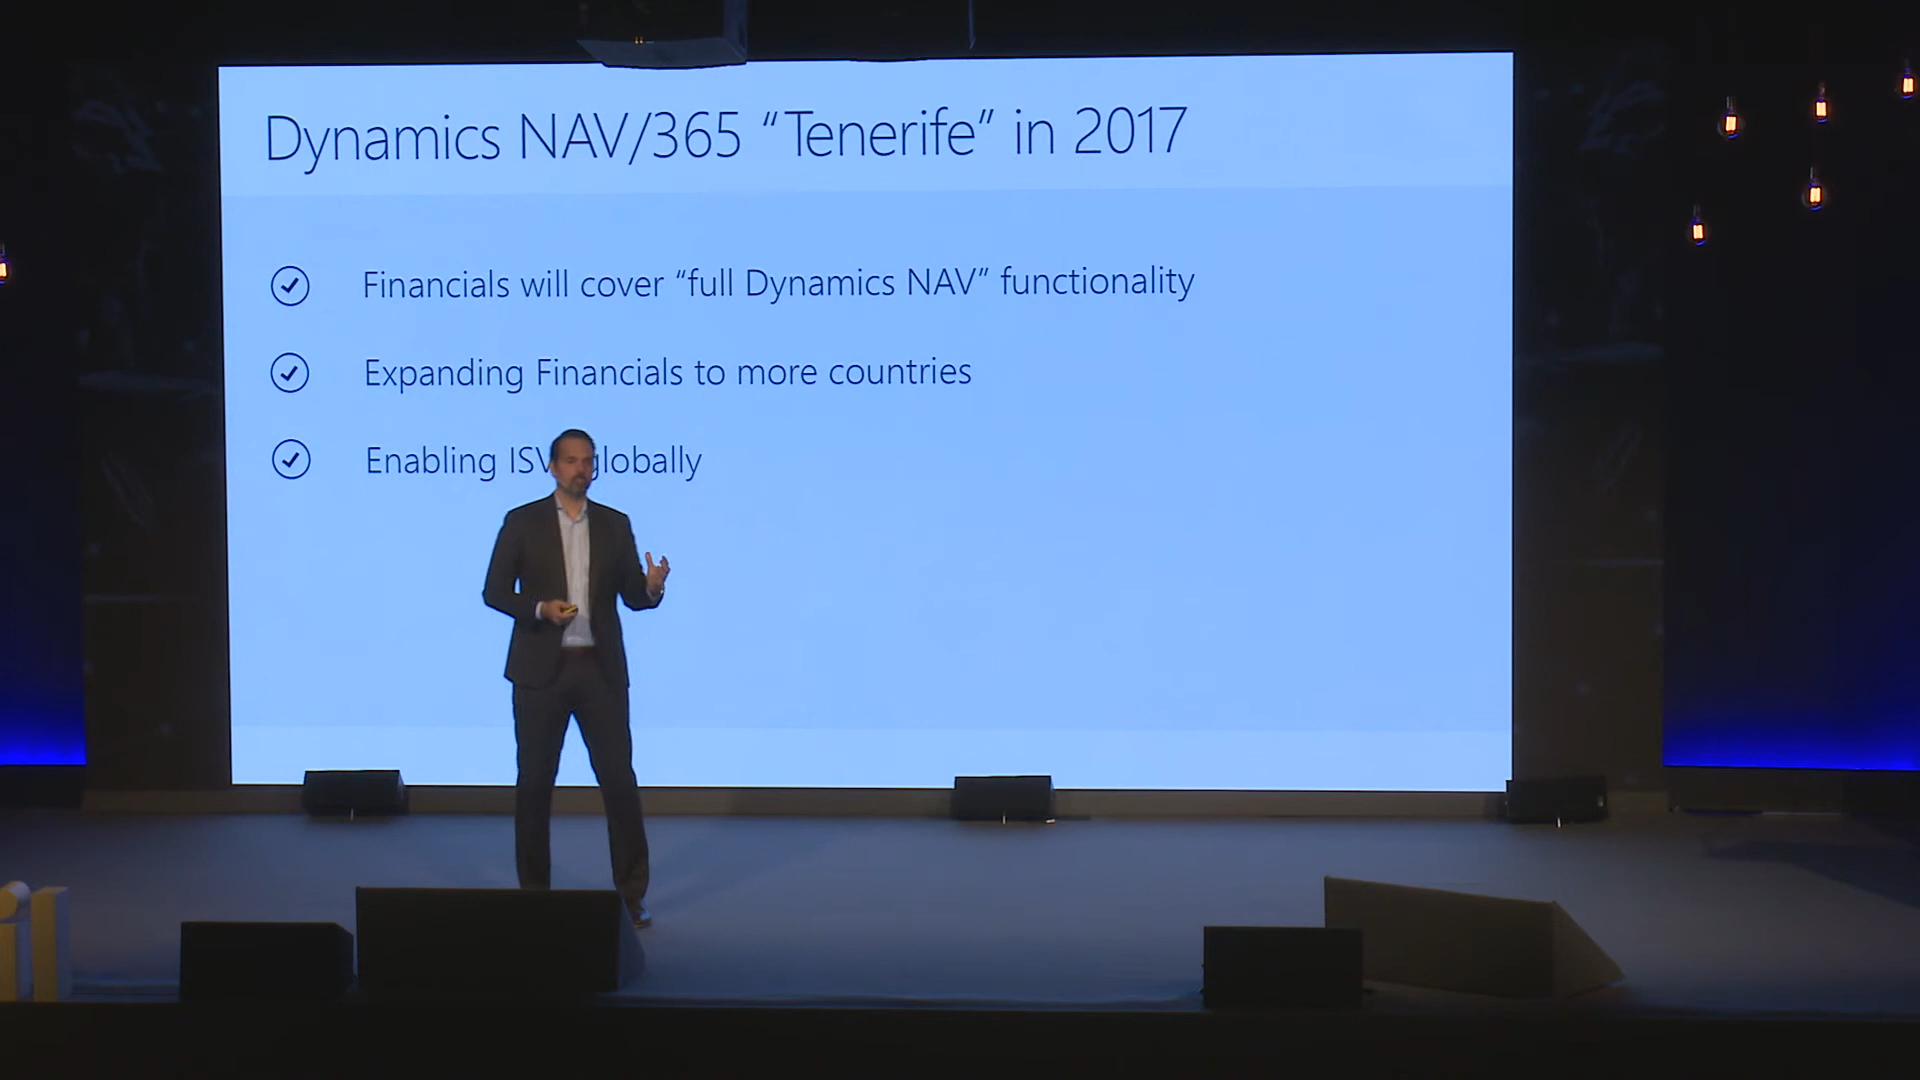 Dynamics NAV/365 “Tenerife” in 2017
Financials will cover “full Dynamics NAV” functionality
Expanding Financials to more countries
Enabling globally